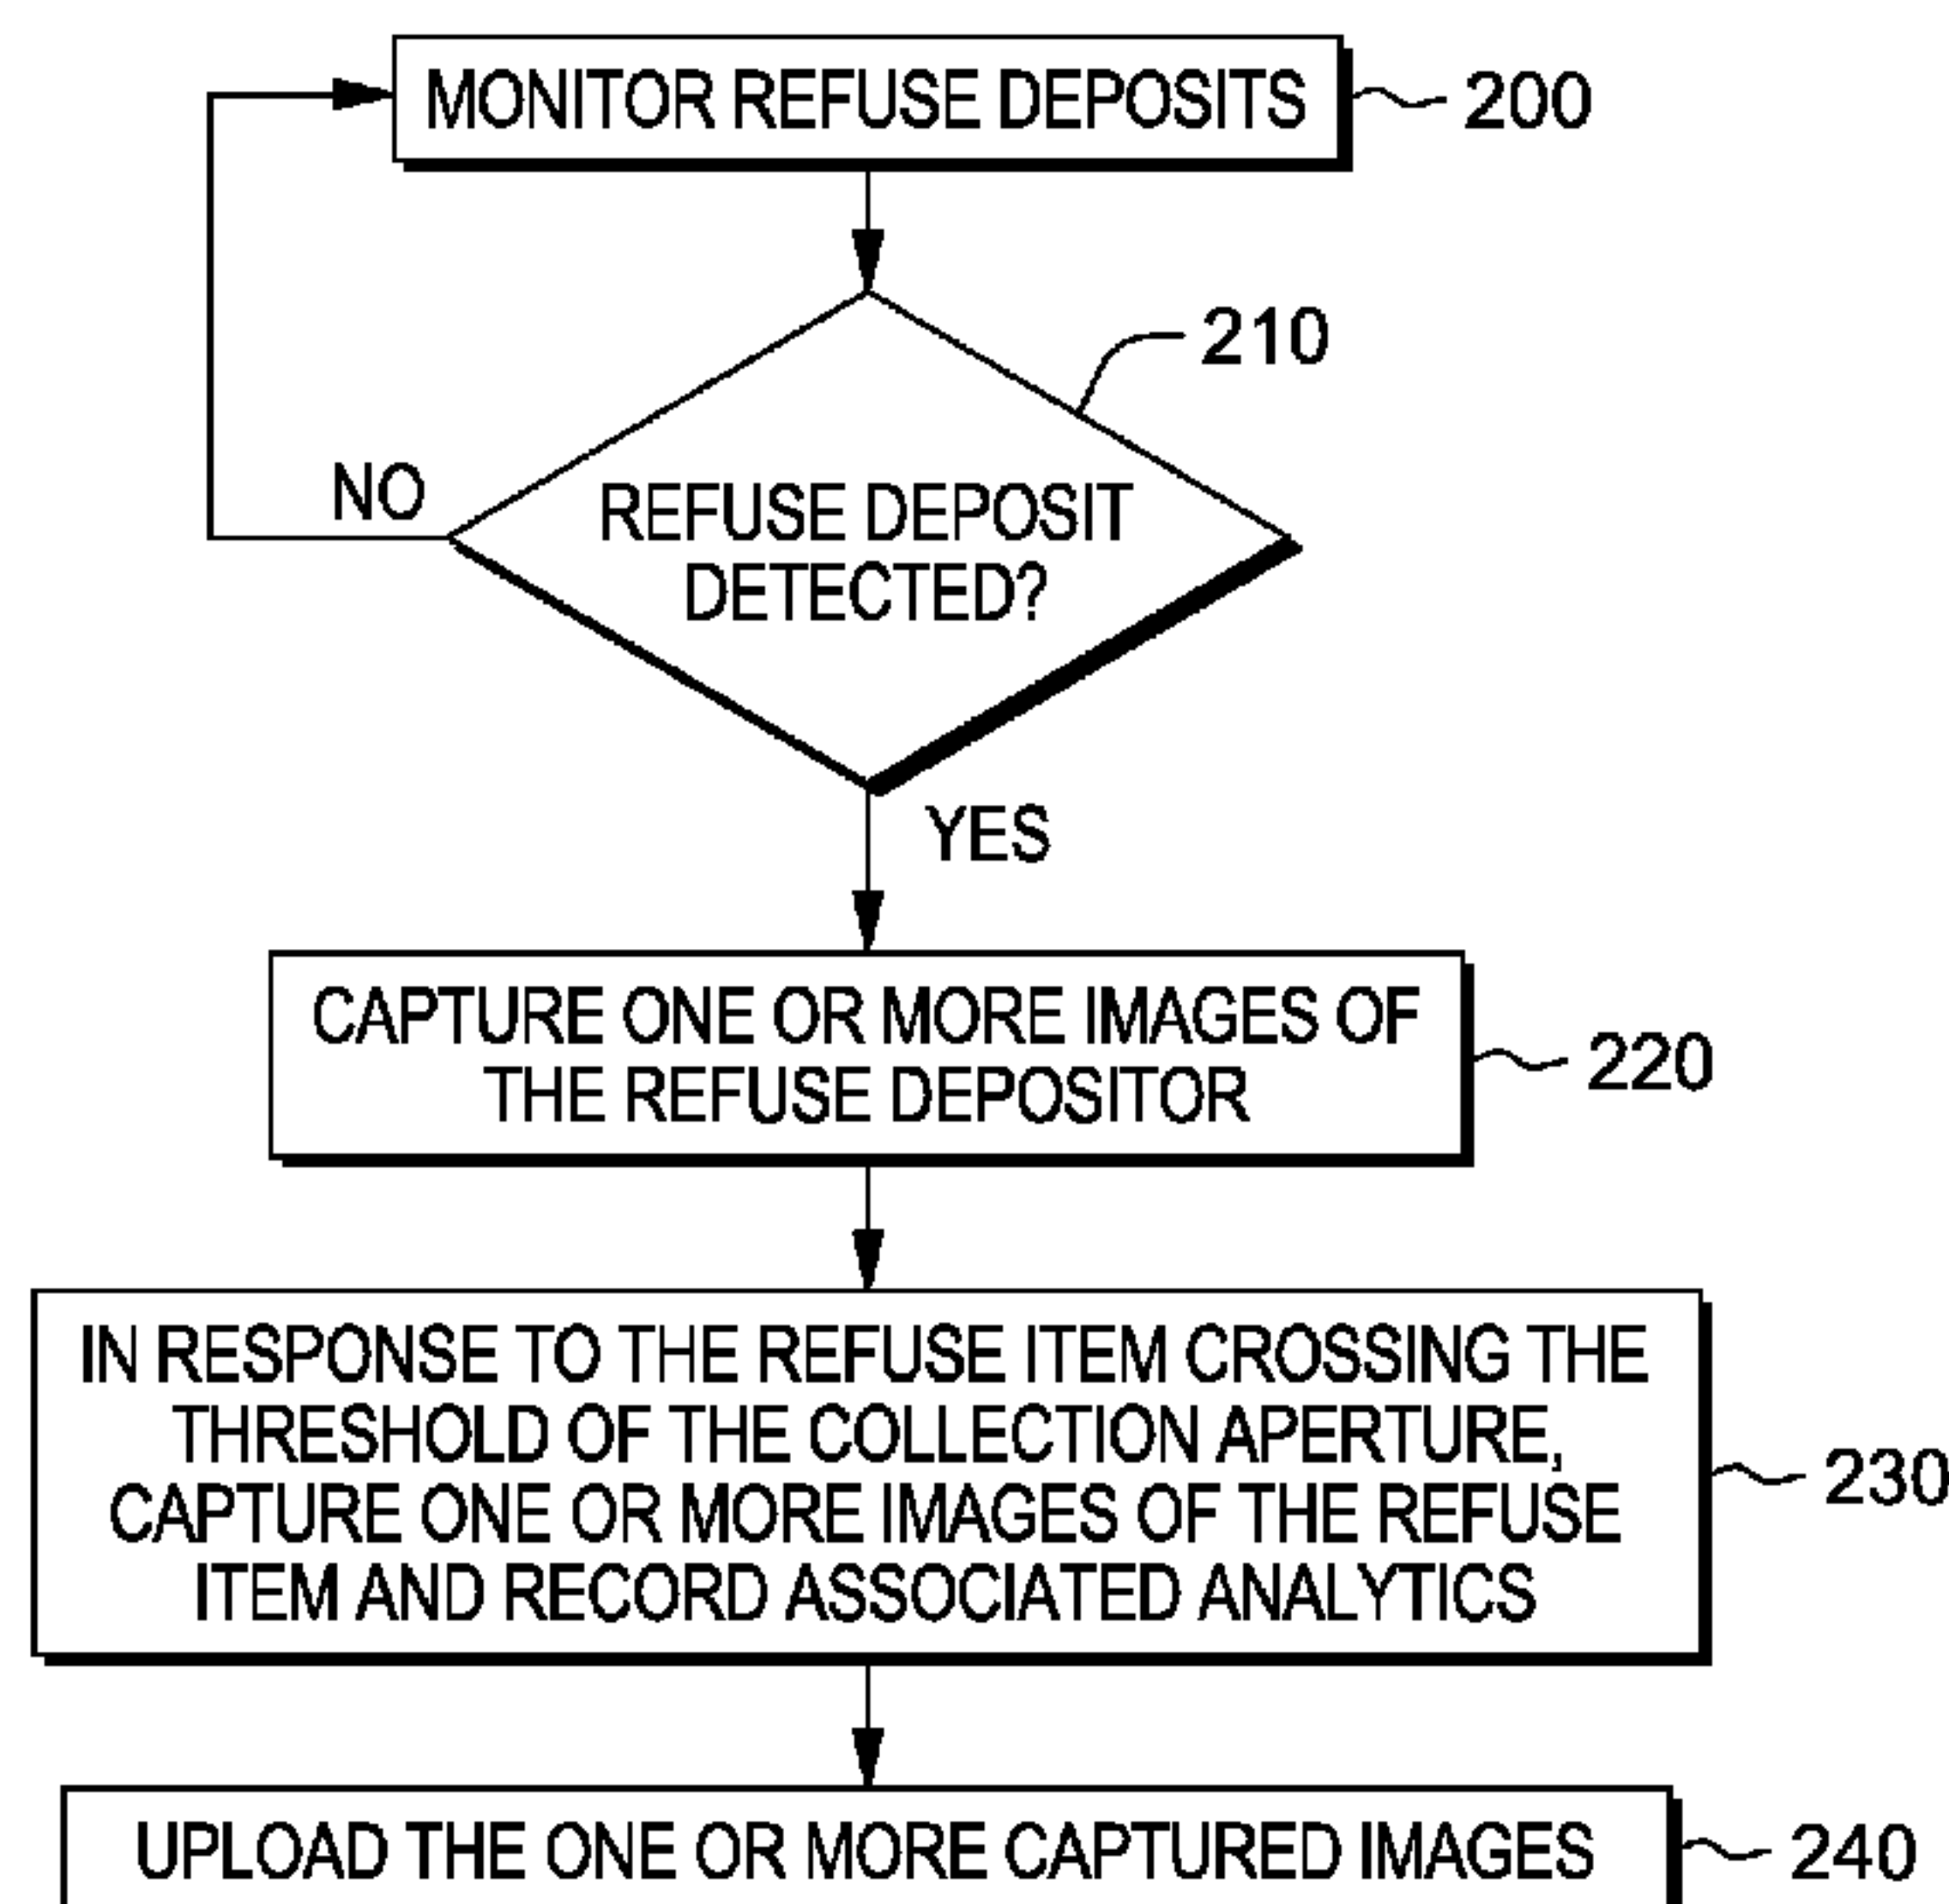 MONITOR REFUSE DEPOSITS
200
210
NO
REFUSE DEPOSIT
DETECTED?
YES
CAPTURE ONE OR MORE IMAGES OF
THE REFUSE DEPOSITOR
220
IN RESPONSE TO THE REFUSE ITEM CROSSING THE
THRESHOLD OF THE COLLECTION APERTURE,
CAPTURE ONE OR MORE IMAGES OF THE REFUSE
ITEM AND RECORD ASSOCIATED ANALYTICS
230
UPLOAD THE ONE OR MORE CAPTURED IMAGES
240